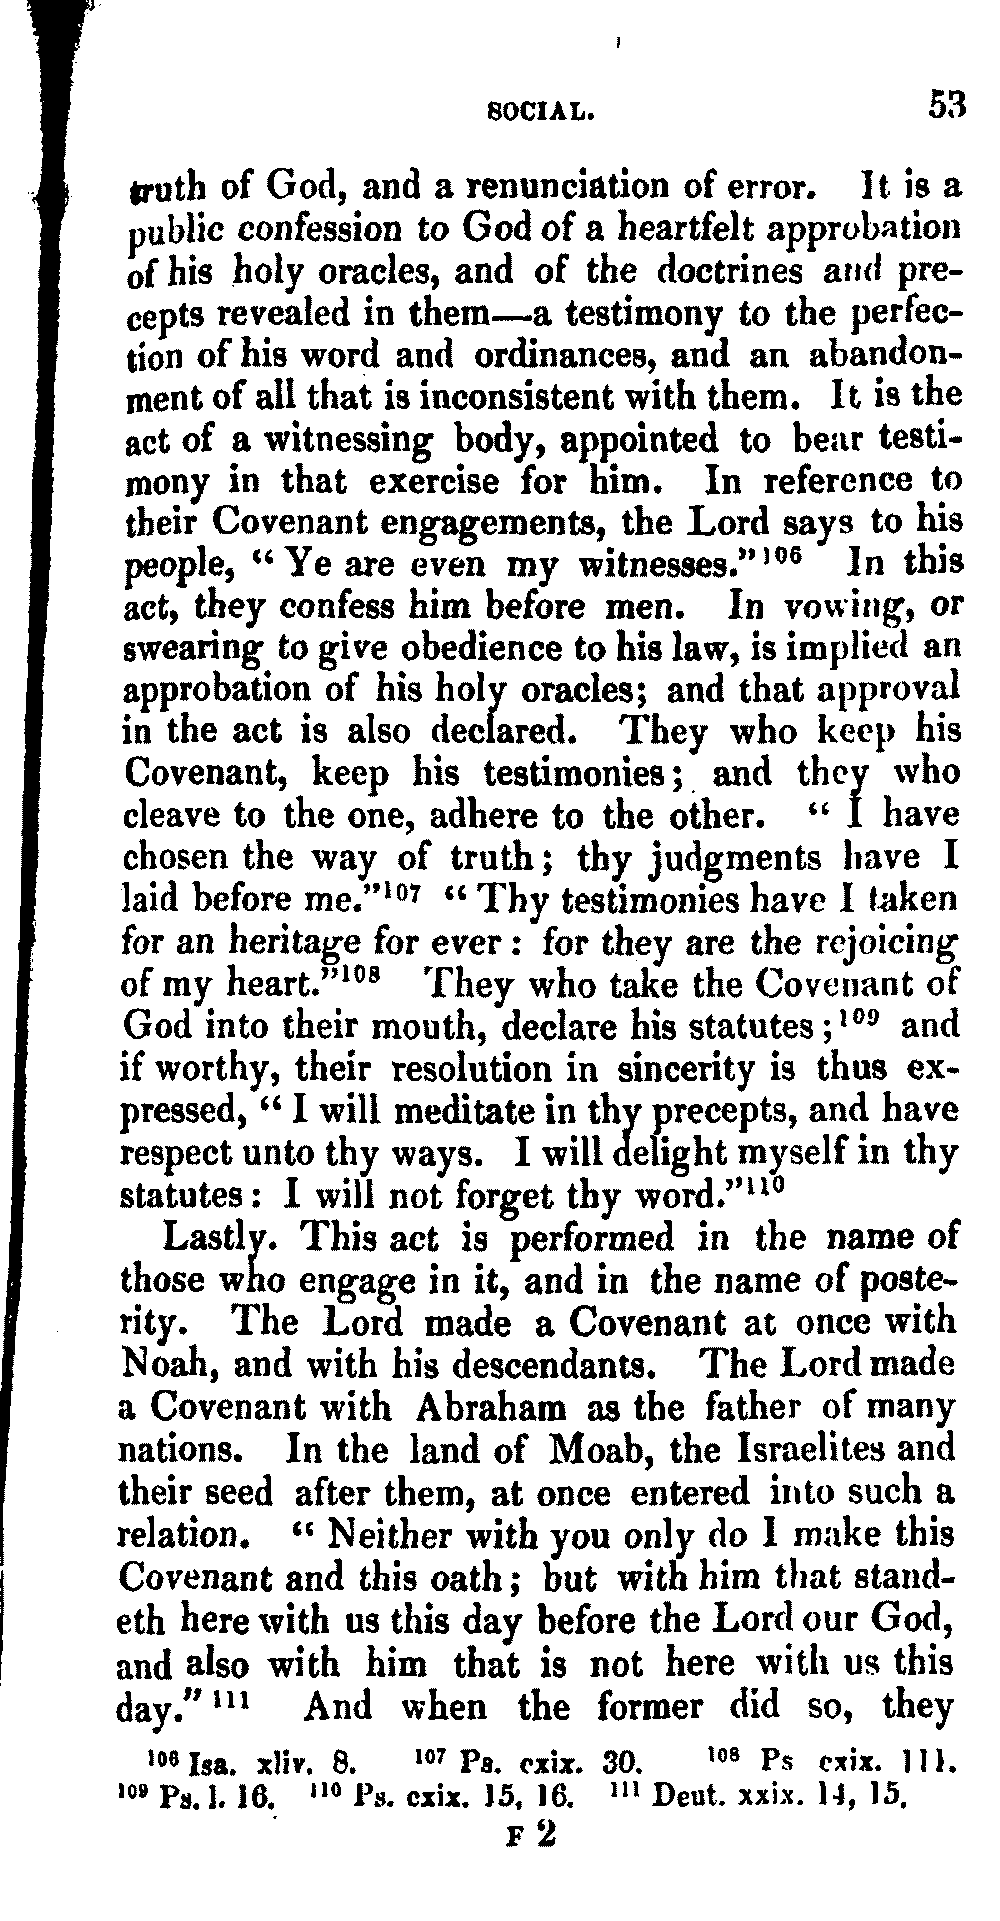 SOCIAL. 53
truth of God, and a renunciation of error. It is a
public confession to God of a heartfelt approbation
of his holy oracles, and of the doctrines and pre-
cepts revealed in them—a testimony to the perfec-
tion of his word and ordinances, and an abandon-
ment of all that is inconsistent with them. It is the
act of a witnessing body, appointed to bear testi-
mony in that exercise for him. In reference to
their Covenant engagements, the Lord says to his
people, “ Ye are even my witnesses.”¹⁰⁶ In this
act, they confess him before men. In vowing, or
swearing to give obedience to his law, is implied an
approbation of his holy oracles; and that approval
in the act is also declared. They who keep his
Covenant, keep his testimonies; and they who
cleave to the one, adhere to the other. “ I have
chosen the way of truth; thy judgments have I
laid before me.”¹⁰⁷ “ Thy testimonies have I taken
for an heritage for ever: for they are the rejoicing
of my heart.”¹⁰⁸ They who take the Covenant of
God into their mouth, declare his statutes;¹⁰⁹ and
if worthy, their resolution in sincerity is thus ex-
pressed, “ I will meditate in thy precepts, and have
respect unto thy ways. I will delight myself in thy
statutes: I will not forget thy word.”¹¹⁰
Lastly. This act is performed in the name of
those who engage in it, and in the name of poste-
rity. The Lord made a Covenant at once with
Noah, and with his descendants. The Lord made
a Covenant with Abraham as the father of many
nations. In the land of Moab, the Israelites and
their seed after them, at once entered into such a
relation. “ Neither with you only do I make this
Covenant and this oath; but with him that stand-
eth here with us this day before the Lord our God,
and also with him that is not here with us this
day.” ¹¹¹ And when the former did so, they
¹⁰⁶ Isa. xliv. 8. ¹⁰⁷ Ps. cxix. 30. ¹⁰⁸ Ps cxix. 111.
¹⁰⁹ Ps. l. 16. ¹¹⁰ Ps. cxix. 15, 16. ¹¹¹ Deut. xxix. 14, 15.
F 2